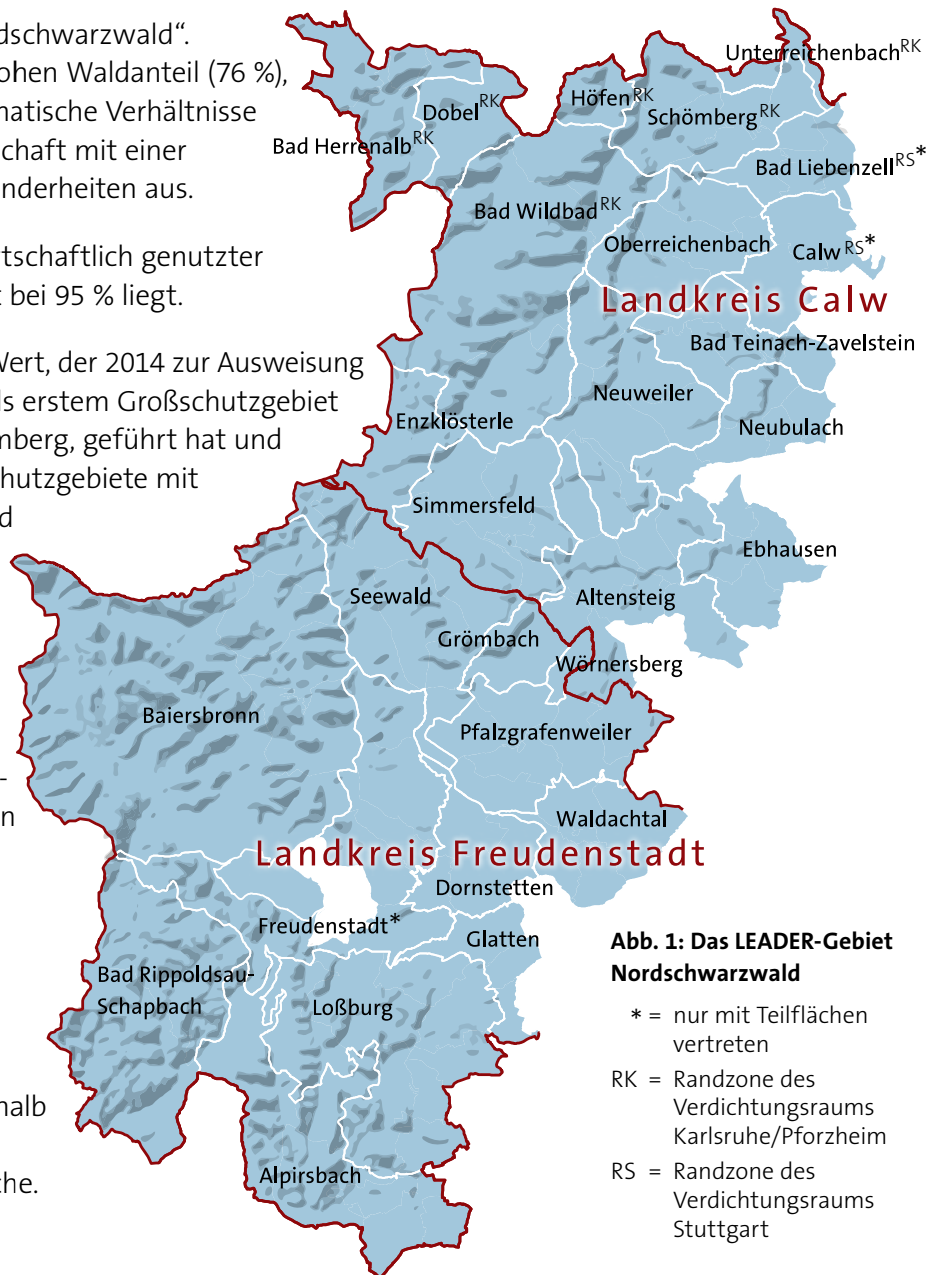 dschwarzwald“.
ohen Waldanteil (76 %),
matische Verhältnisse
schaft mit einer
nderheiten aus.
rtschaftlich genutzter
t bei 95 % liegt.
Wert, der 2014 zur Ausweisung
ls erstem Großschutzgebiet
mberg, geführt hat und
chutzgebiete mit
d
-
n
halb
che.
Unterreichenbach RK
Höfen RK
Dobel RK
Schömberg RK
Bad Herrenalb RK
Bad Liebenzell RS*
Bad Wildbad RK
Oberreichenbach
Calw RS*
Landkreis Calw
Bad Teinach-Zavelstein
Neuweiler
Enzklösterle
Neubulach
Simmersfeld
Ebhausen
Seewald
Altensteig
Grömbach
Wörnersberg
Baiersbronn
Pfalzgrafenweiler
Waldachtal
Landkreis Freudenstadt
Dornstetten
Freudenstadt*
Glatten
Bad Rippoldsau-
Schapbach
Loßburg
Alpirsbach
Abb. 1: Das LEADER-Gebiet
Nordschwarzwald
* = nur mit Teilflächen
vertreten
RK = Randzone des
Verdichtungsraums
Karlsruhe/Pforzheim
RS = Randzone des
Verdichtungsraums
Stuttgart